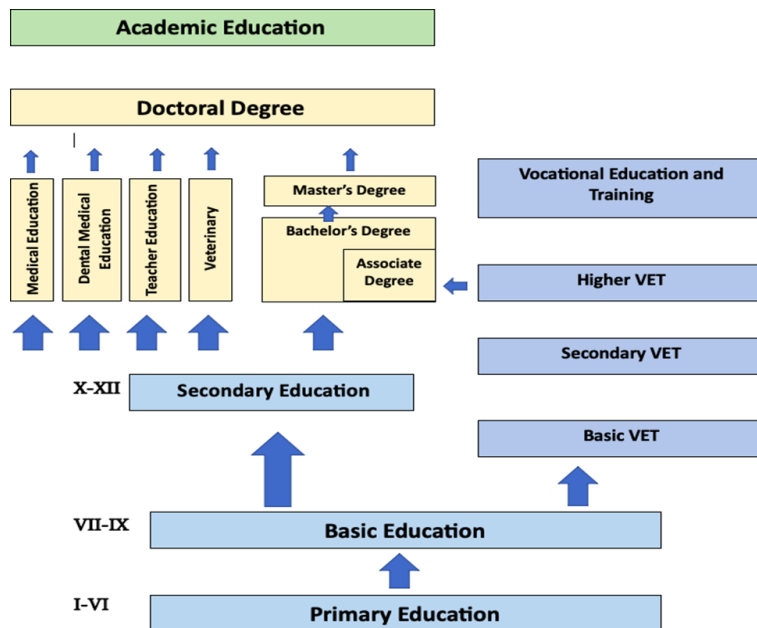 Academic Education
Doctoral Degree
Medical Education
Dental Medical
Education
Teacher Education
Veterinary
Master's Degree
Bachelor's Degree
Associate
Degree
Vocational Education and
Training
Higher VET
Secondary VET
Basic VET
X-XII
Secondary Education
VII-IX
Basic Education
I-VI
Primary Education